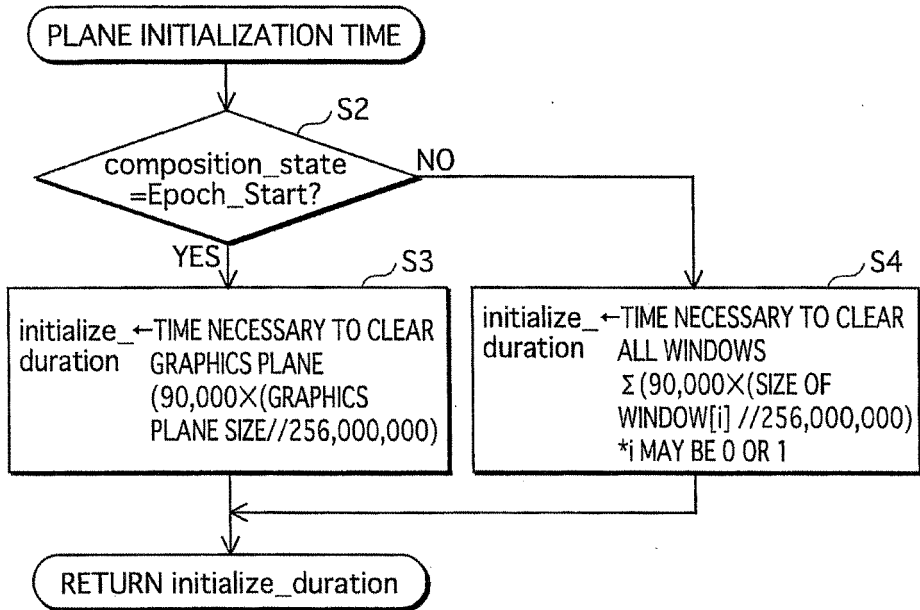 PLANE INITIALIZATION TIME
S2
composition_state
=Epoch_Start?
NO
YES
S3
initialize_←TIME NECESSARY TO CLEAR
duration GRAPHICS PLANE
(90,000×(GRAPHICS
PLANE SIZE//256,000,000)
S4
initialize_←TIME NECESSARY TO CLEAR
duration ALL WINDOWS
Σ(90,000×(SIZE OF
WINDOW[i] //256,000,000)
*i MAY BE 0 OR 1
RETURN initialize_duration